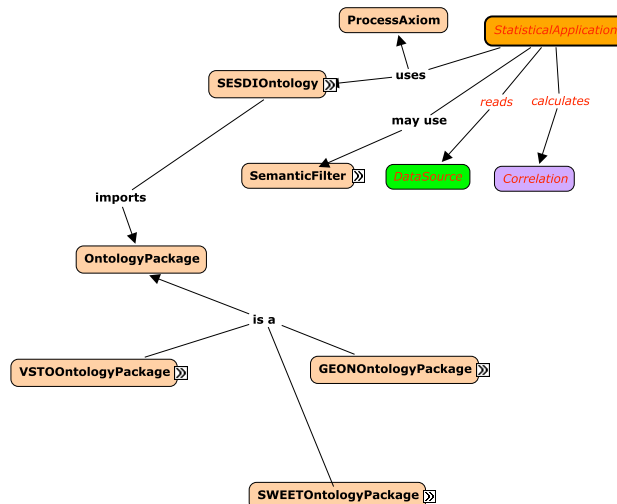 ProcessAxiom
StatisticalApplication
uses
SESDIOntology
reads
calculates
may use
SemanticFilter
DataSource
Correlation
imports
OntologyPackage
is a
VSTOOntologyPackage
GEONOntologyPackage
SWEETOntologyPackage